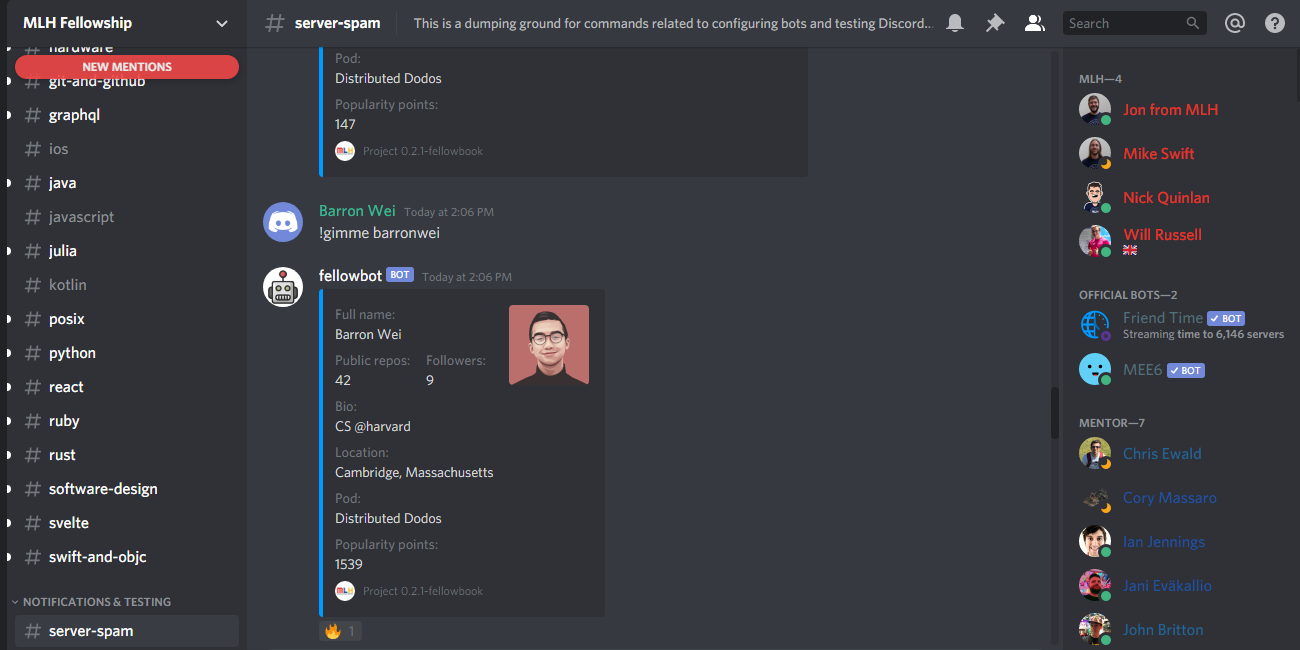 MLH Fellowship
hardware
NEW MENTIONS
git-and-github
graphql
ios
java
javascript
julia
kotlin
posix
python
react
ruby
rust
software-design
svelte
swift-and-objc
NOTIFICATIONS & TESTING
server-spam
server-spam
This is a dumping ground for commands related to configuring bots and testing Discord...
Search
Pod:
Distributed Dodos
Popularity points:
147
MLH
Project 0.2.1-fellowbook
Barron Wei Today at 2:06 PM
!gimme barronwei
fellowbot BOT Today at 2:06 PM
Full name:
Barron Wei
Public repos: Followers:
42 9
Bio:
CS @harvard
Location:
Cambridge, Massachusetts
Pod:
Distributed Dodos
Popularity points:
1539
MLH
Project 0.2.1-fellowbook
1
MLH—4
Jon from MLH
Mike Swift
Nick Quinlan
Will Russell
OFFICIAL BOTS—2
Friend Time BOT
Streaming time to 6,146 servers
MEE6 BOT
MENTOR—7
Chris Ewald
Cory Massaro
Ian Jennings
Jani Eväkallio
John Britton